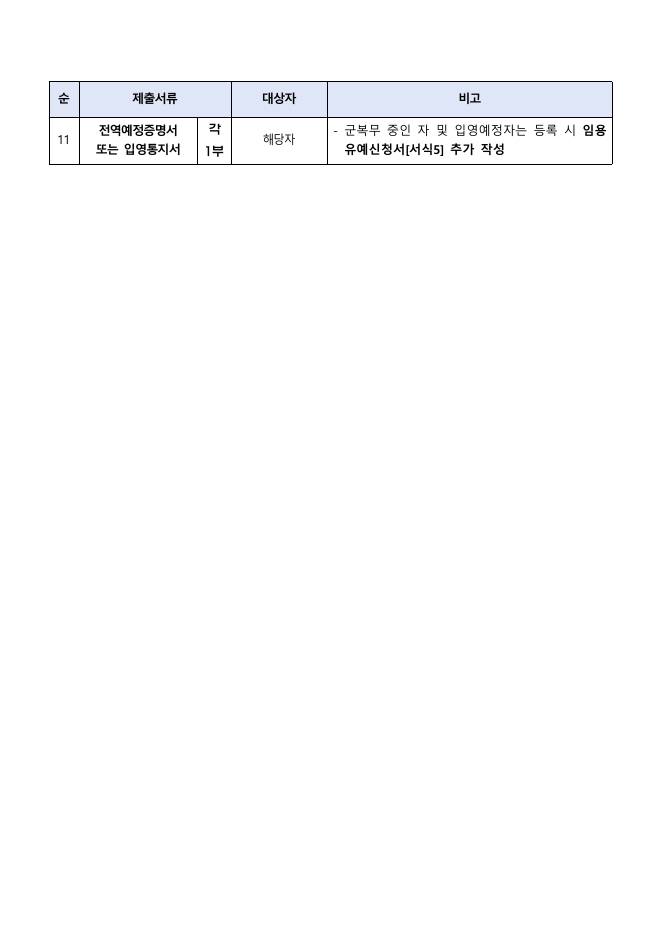 순 제출서류 대상자 비고
11 전역예정증명서 또는 입영통지서 각 1부 해당자 - 군복무 중인 자 및 입영예정자는 등록 시 임용
유예신청서[서식5] 추가 작성